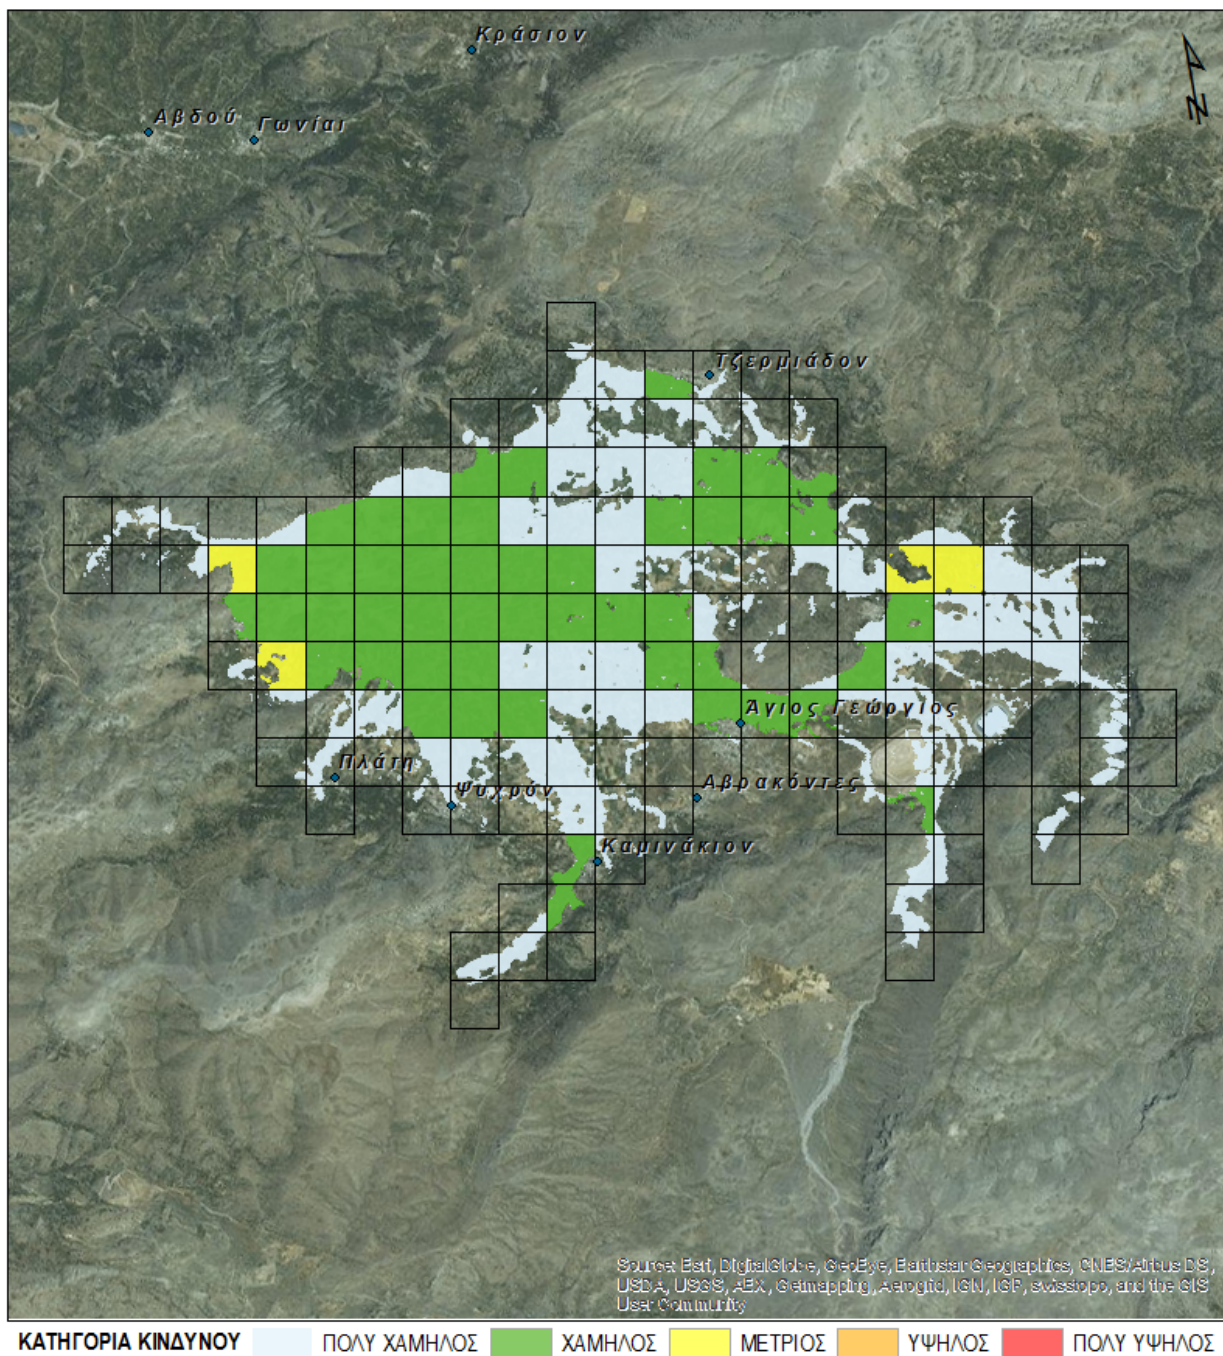 Κράσιον
Αβδού
Γωνίαι
Τζερμιάδον
Άγιος Γεώργιος
Πλάτη
Ψυχρόν
Αβρακόντες
Καμινάκιον
N
Source: Esri, DigitalGlobe, GeoEye, Earthstar Geographics, CNES/Airbus DS,
USDA, USGS, AEX, Getmapping, Aerogrid, IGN, IGP, swisstopo, and the GIS
User Community
ΚΑΤΗΓΟΡΙΑ ΚΙΝΔΥΝΟΥ ΠΟΛΥ ΧΑΜΗΛΟΣ ΧΑΜΗΛΟΣ ΜΕΤΡΙΟΣ ΥΨΗΛΟΣ ΠΟΛΥ ΥΨΗΛΟΣ